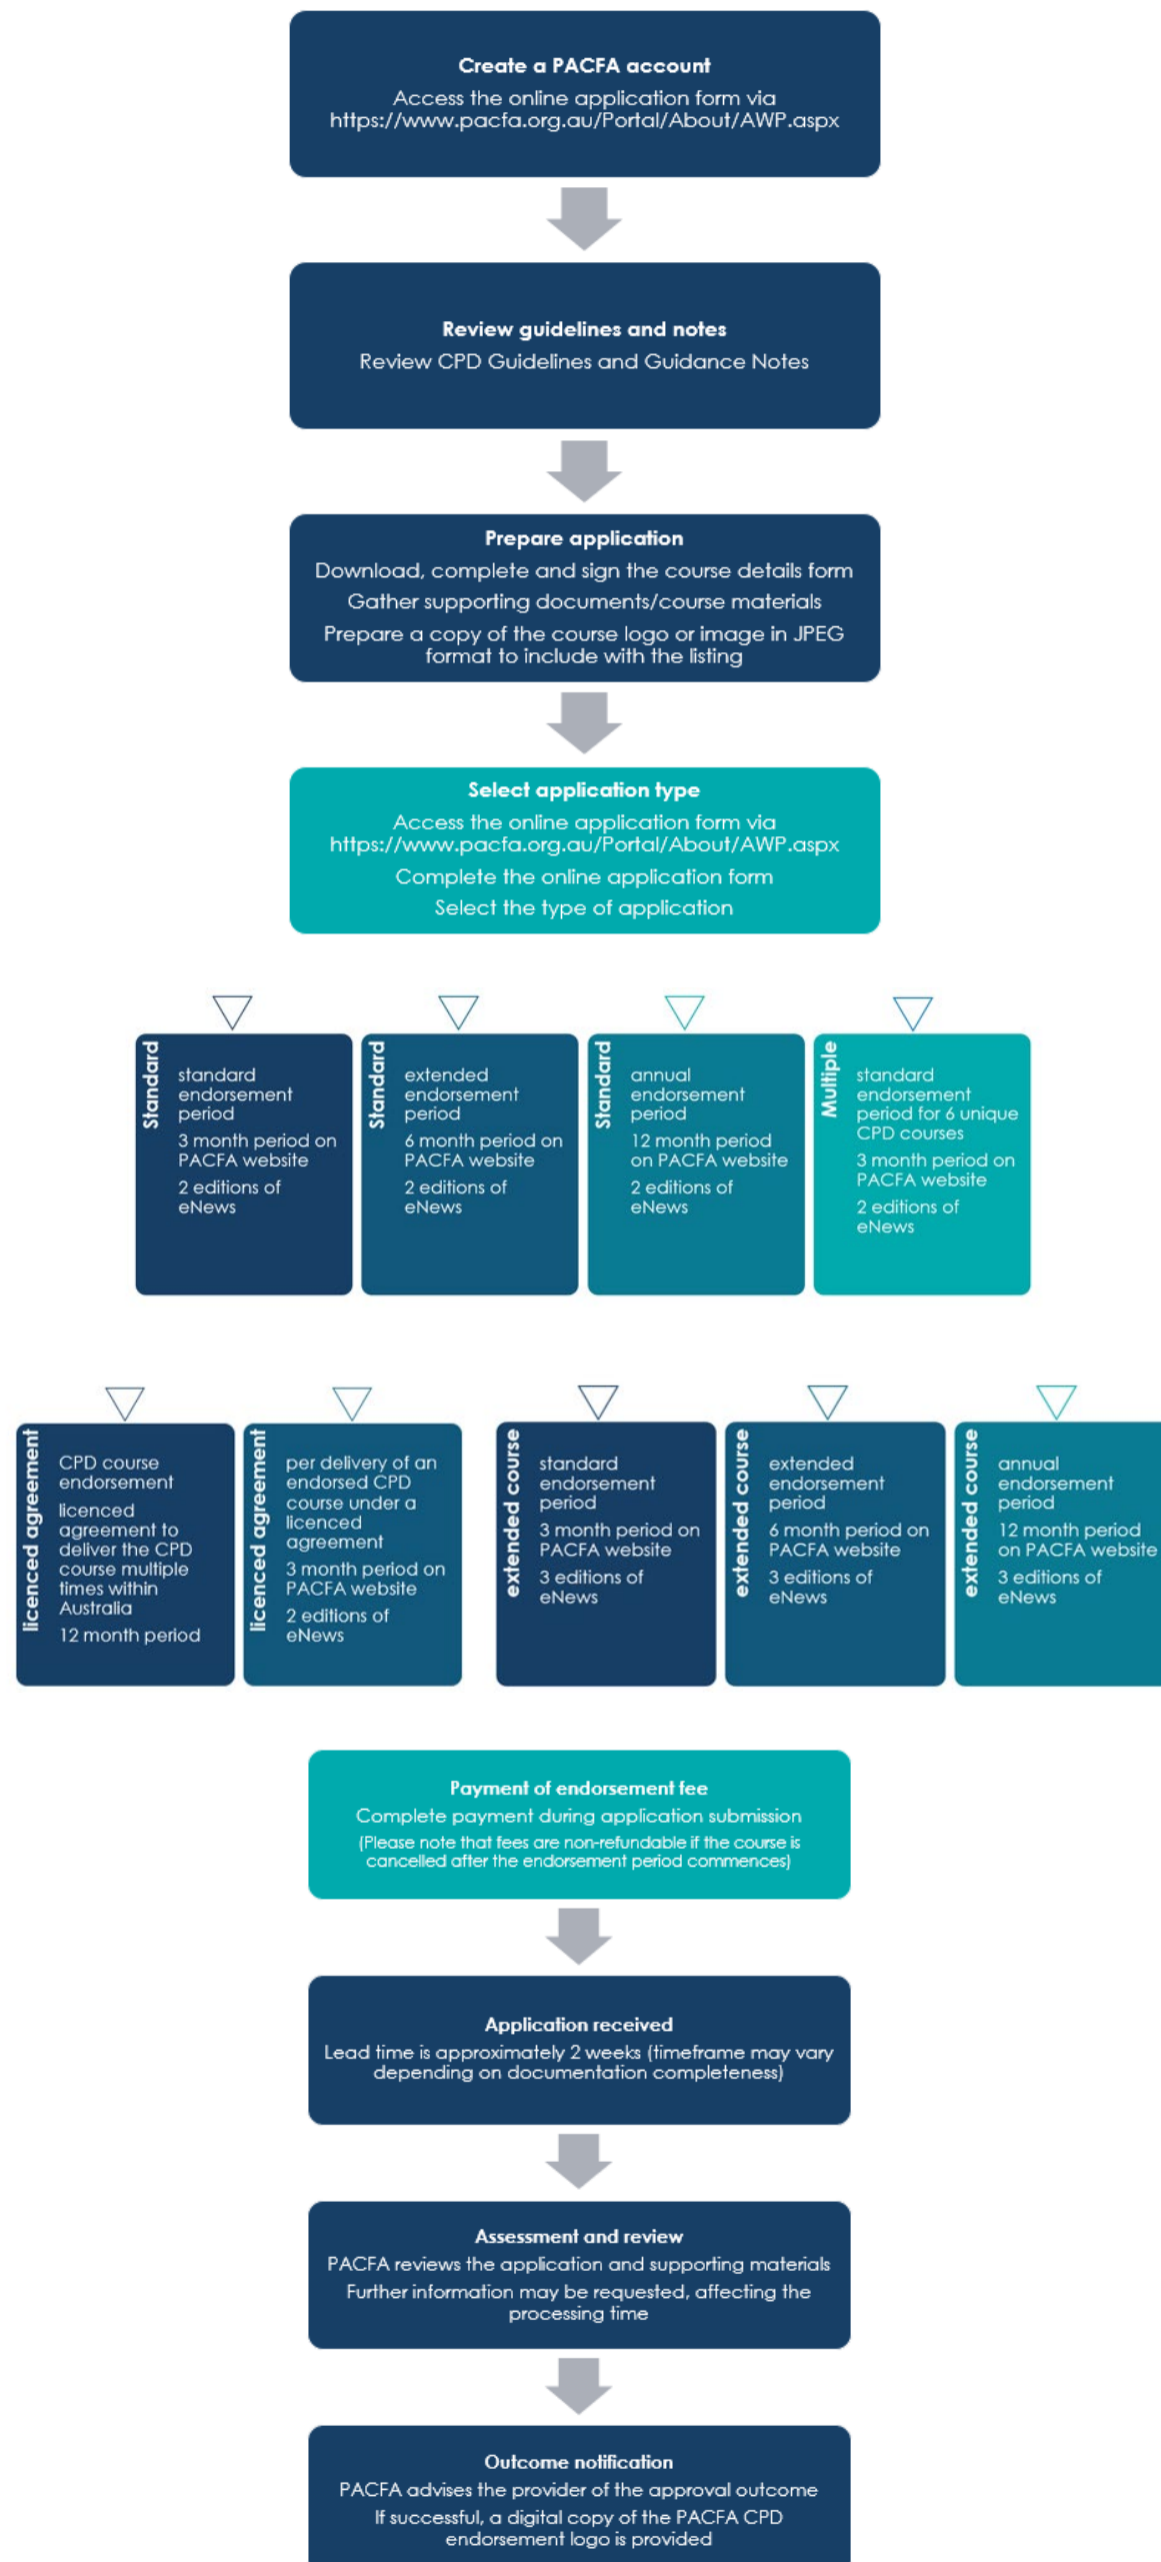 Create a PACFA account
Access the online application form via
https://www.pacfa.org.au/Portal/About/AWP.aspx
Review guidelines and notes
Review CPD Guidelines and Guidance Notes
Prepare application
Download, complete and sign the course details form
Gather supporting documents/course materials
Prepare a copy of the course logo or image in JPEG
format to include with the listing
Select application type
Access the online application form via
https://www.pacfa.org.au/Portal/About/AWP.aspx
Complete the online application form
Select the type of application
Standard
standard
endorsement
period
3 month period on
PACFA website
2 editions of
eNews
Standard
extended
endorsement
period
6 month period on
PACFA website
2 editions of
eNews
Standard
annual
endorsement
period
12 month period
on PACFA website
2 editions of
eNews
Multiple
standard
endorsement
period for 6 unique
CPD courses
3 month period on
PACFA website
2 editions of
eNews
licenced agreement
CPD course
endorsement
licenced
agreement to
deliver the CPD
course multiple
times within
Australia
12 month period
licenced agreement
per delivery of an
endorsed CPD
course under a
licenced
agreement
3 month period on
PACFA website
2 editions of
eNews
extended course
standard
endorsement
period
3 month period on
PACFA website
3 editions of
eNews
extended course
extended
endorsement
period
6 month period on
PACFA website
3 editions of
eNews
extended course
annual
endorsement
period
12 month period
on PACFA website
3 editions of
eNews
Payment of endorsement fee
Complete payment during application submission
(Please note that fees are non-refundable if the course is
cancelled after the endorsement period commences)
Application received
Lead time is approximately 2 weeks (timeframe may vary
depending on documentation completeness)
Assessment and review
PACFA reviews the application and supporting materials
Further information may be requested, affecting the
processing time
Outcome notification
PACFA advises the provider of the approval outcome
If successful, a digital copy of the PACFA CPD
endorsement logo is provided